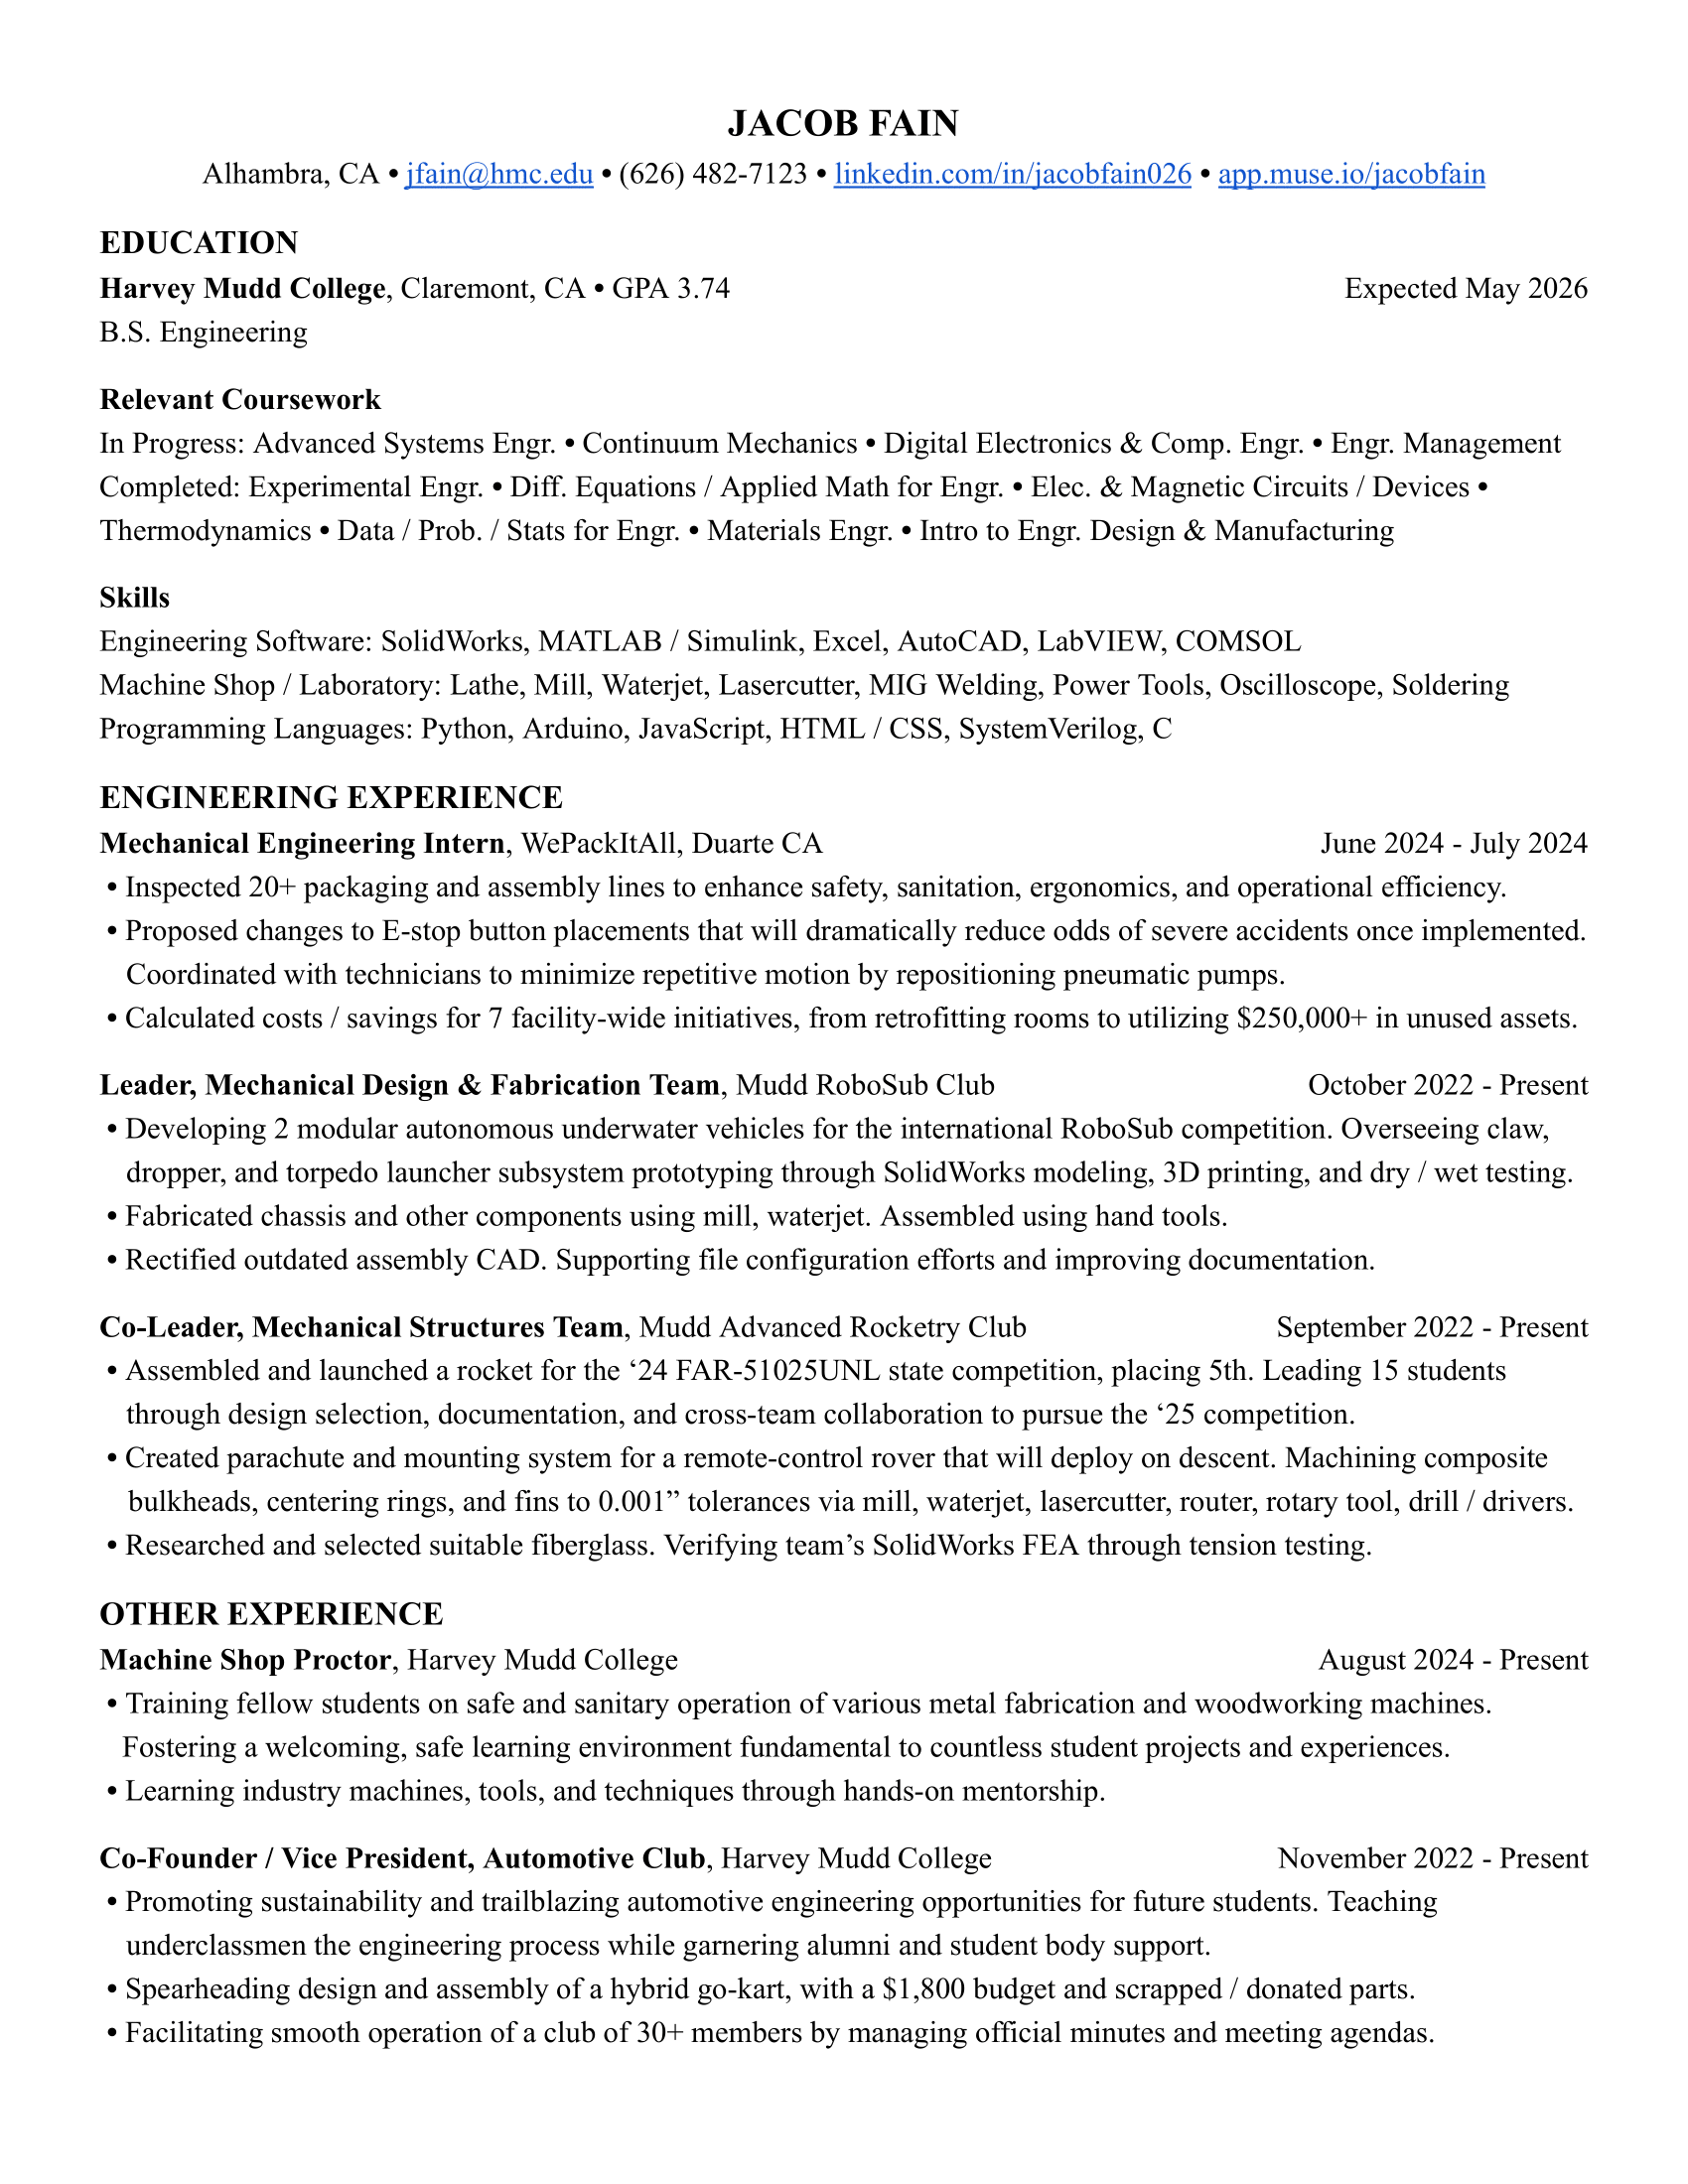 JACOB FAIN
Alhambra, CA • jfain@hmc.edu • (626) 482-7123 • linkedin.com/in/jacobfain026 • app.muse.io/jacobfain
EDUCATION
Harvey Mudd College, Claremont, CA • GPA 3.74 Expected May 2026
B.S. Engineering
Relevant Coursework
In Progress: Advanced Systems Engr. • Continuum Mechanics • Digital Electronics & Comp. Engr. • Engr. Management
Completed: Experimental Engr. • Diff. Equations / Applied Math for Engr. • Elec. & Magnetic Circuits / Devices •
Thermodynamics • Data / Prob. / Stats for Engr. • Materials Engr. • Intro to Engr. Design & Manufacturing
Skills
Engineering Software: SolidWorks, MATLAB / Simulink, Excel, AutoCAD, LabVIEW, COMSOL
Machine Shop / Laboratory: Lathe, Mill, Waterjet, Lasercutter, MIG Welding, Power Tools, Oscilloscope, Soldering
Programming Languages: Python, Arduino, JavaScript, HTML / CSS, SystemVerilog, C
ENGINEERING EXPERIENCE
Mechanical Engineering Intern, WePackItAll, Duarte CA June 2024 - July 2024
• Inspected 20+ packaging and assembly lines to enhance safety, sanitation, ergonomics, and operational efficiency.
• Proposed changes to E-stop button placements that will dramatically reduce odds of severe accidents once implemented.
Coordinated with technicians to minimize repetitive motion by repositioning pneumatic pumps.
• Calculated costs / savings for 7 facility-wide initiatives, from retrofitting rooms to utilizing $250,000+ in unused assets.
Leader, Mechanical Design & Fabrication Team, Mudd RoboSub Club October 2022 - Present
• Developing 2 modular autonomous underwater vehicles for the international RoboSub competition. Overseeing claw,
dropper, and torpedo launcher subsystem prototyping through SolidWorks modeling, 3D printing, and dry / wet testing.
• Fabricated chassis and other components using mill, waterjet. Assembled using hand tools.
• Rectified outdated assembly CAD. Supporting file configuration efforts and improving documentation.
Co-Leader, Mechanical Structures Team, Mudd Advanced Rocketry Club September 2022 - Present
• Assembled and launched a rocket for the ‘24 FAR-51025UNL state competition, placing 5th. Leading 15 students
through design selection, documentation, and cross-team collaboration to pursue the ‘25 competition.
• Created parachute and mounting system for a remote-control rover that will deploy on descent. Machining composite
bulkheads, centering rings, and fins to 0.001” tolerances via mill, waterjet, lasercutter, router, rotary tool, drill / drivers.
• Researched and selected suitable fiberglass. Verifying team’s SolidWorks FEA through tension testing.
OTHER EXPERIENCE
Machine Shop Proctor, Harvey Mudd College August 2024 - Present
• Training fellow students on safe and sanitary operation of various metal fabrication and woodworking machines.
Fostering a welcoming, safe learning environment fundamental to countless student projects and experiences.
• Learning industry machines, tools, and techniques through hands-on mentorship.
Co-Founder / Vice President, Automotive Club, Harvey Mudd College November 2022 - Present
• Promoting sustainability and trailblazing automotive engineering opportunities for future students. Teaching
underclassmen the engineering process while garnering alumni and student body support.
• Spearheading design and assembly of a hybrid go-kart, with a $1,800 budget and scrapped / donated parts.
• Facilitating smooth operation of a club of 30+ members by managing official minutes and meeting agendas.